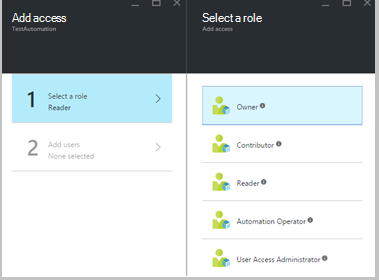 Add access
TestAutomation
1
Select a role
Reader
2
Add users
None selected
Select a role
Add access
Owner
Contributor
Reader
Automation Operator
User Access Administrator